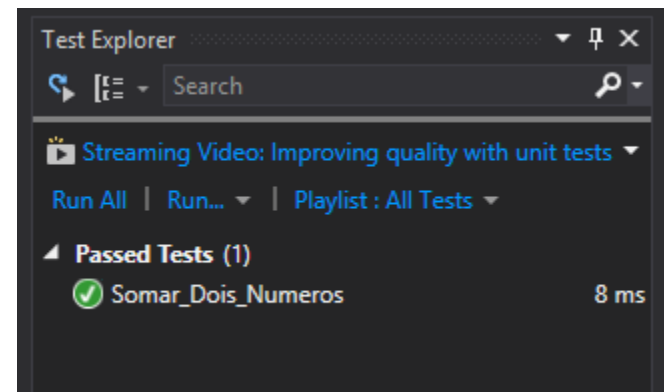 Test Explorer
Search
Streaming Video: Improving quality with unit tests
Run All | Run... | Playlist : All Tests
Passed Tests (1)
Somar_Dois_Numeros 8 ms